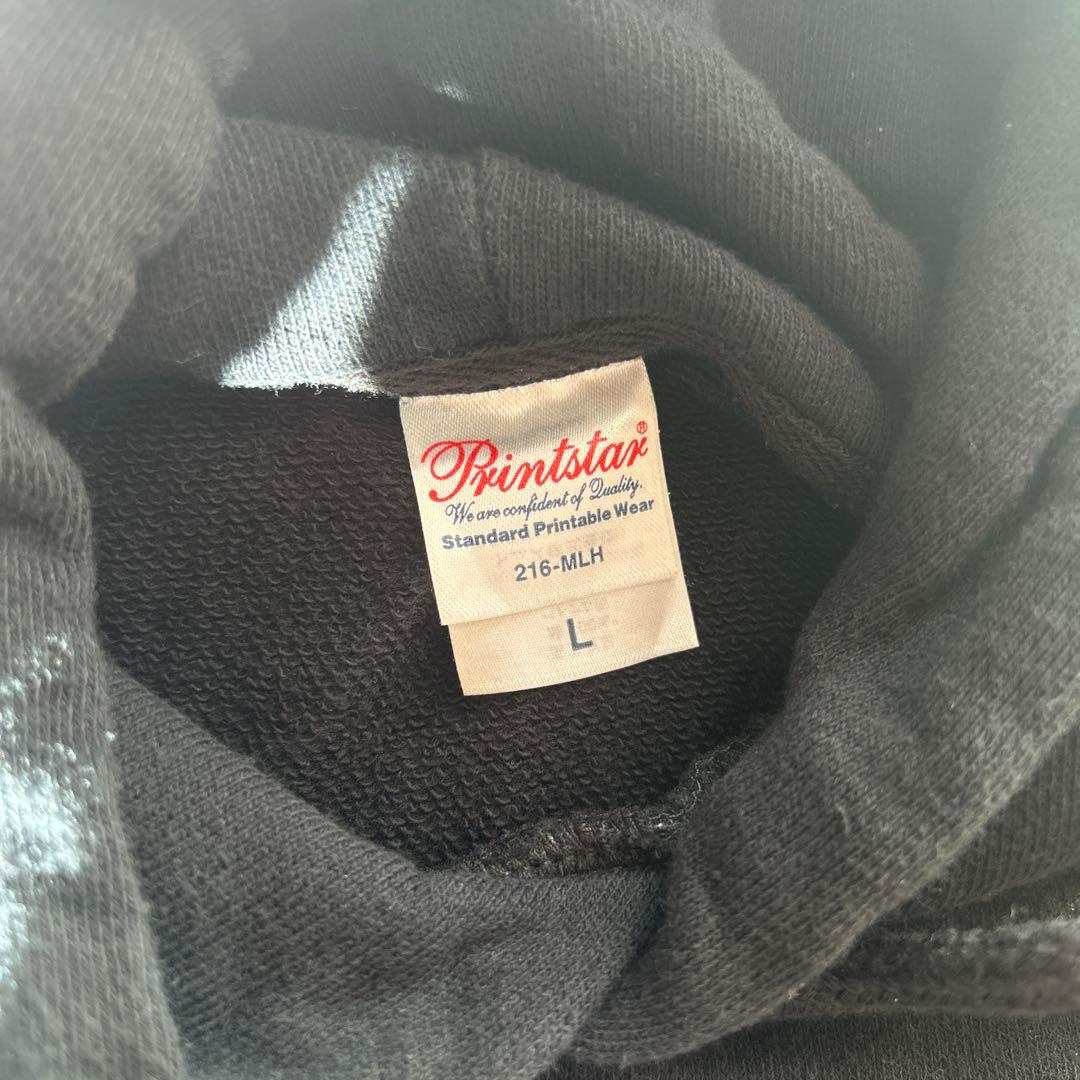 Printstar®
We are confident of Quality.
Standard Printable Wear
216-MLH
L